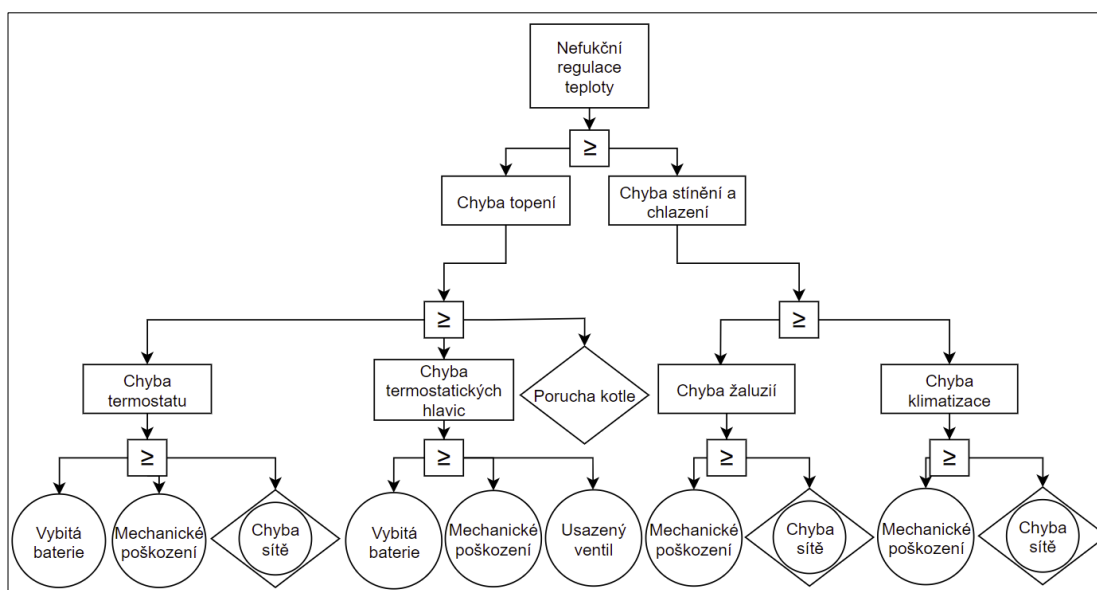 Nefukční
regulace
teploty
≥
Chyba topení
Chyba stínění a
chlazení
≥
≥
Chyba
termostatu
Chyba
termostatických
hlavic
Porucha kotle
Chyba žaluzií
Chyba
klimatizace
≥
≥
≥
≥
Vybitá
baterie
Mechanické
poškození
Chyba
sítě
Vybitá
baterie
Mechanické
poškození
Usazený
ventil
Mechanické
poškození
Chyba
sítě
Mechanické
poškození
Chyba
sítě